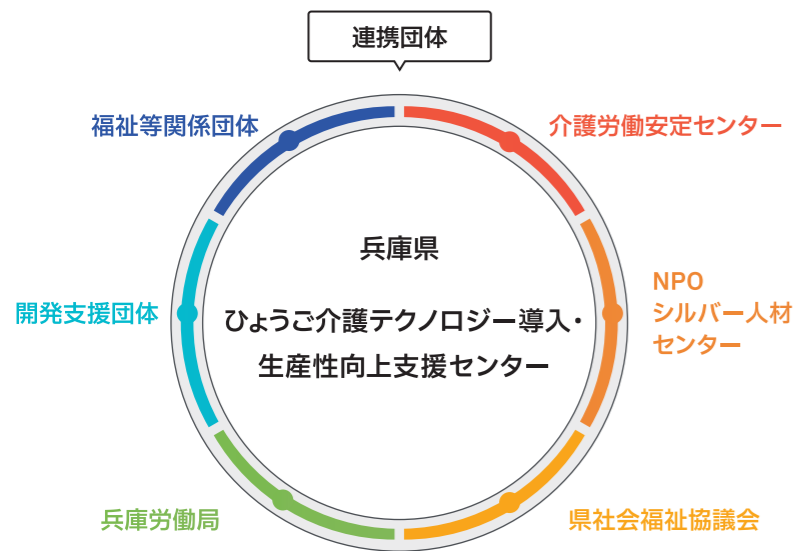 連携団体
福祉等関係団体
介護労働安定センター
兵庫県
ひょうご介護テクノロジー導入・
生産性向上支援センター
開発支援団体
NPO
シルバー人材
センター
兵庫労働局
県社会福祉協議会